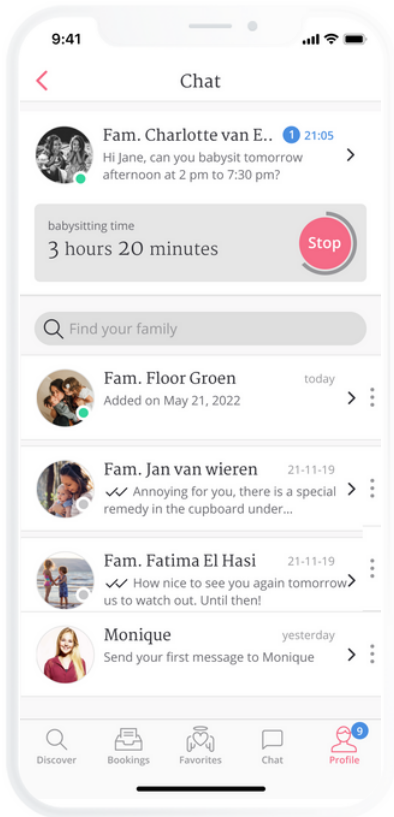 9:41
Chat
Fam. Charlotte van E.. 1 21:05
Hi Jane, can you babysit tomorrow
afternoon at 2 pm to 7:30 pm?
babysitting time
3 hours 20 minutes
Stop
Find your family
Fam. Floor Groen today
Added on May 21, 2022
Fam. Jan van wieren 21-11-19
Annoying for you, there is a special
remedy in the cupboard under...
Fam. Fatima El Hasi 21-11-19
How nice to see you again tomorrow
us to watch out. Until then!
Monique yesterday
Send your first message to Monique
9
Discover Bookings Favorites Chat Profile